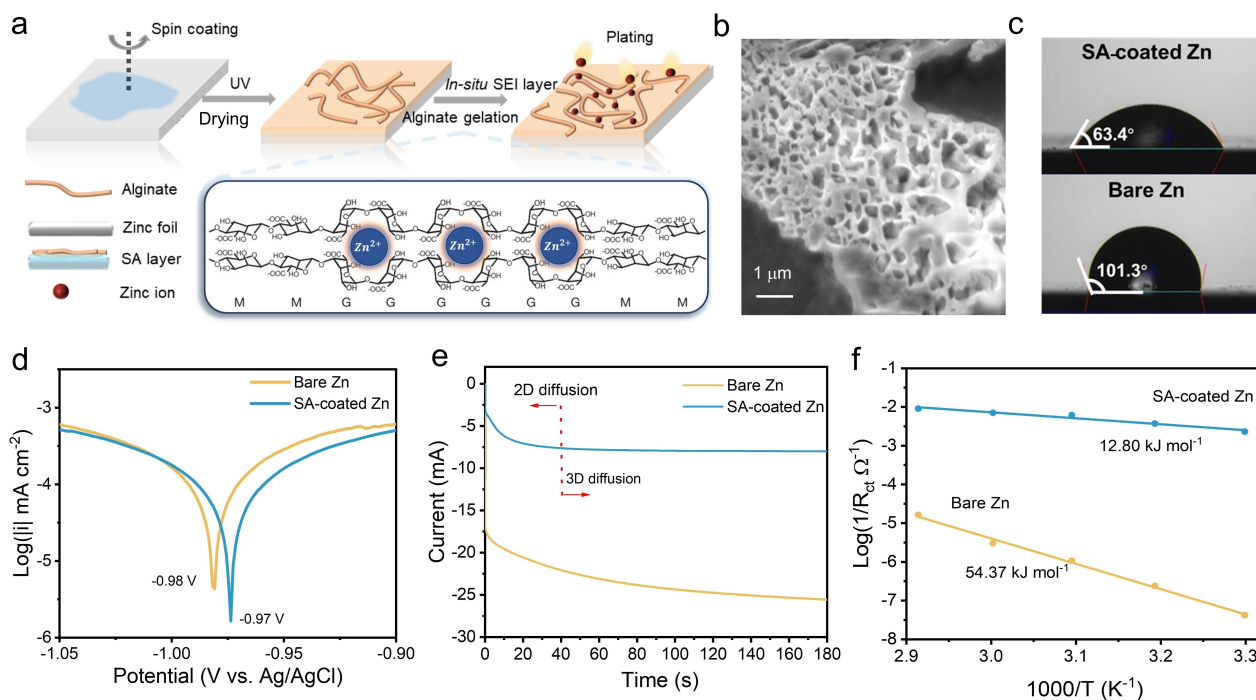 a
Spin coating
UV
Drying
In-situ SEI layer
Alginate gelation
Plating
Alginate
Zinc foil
SA layer
Zinc ion
Zn²⁺ Zn²⁺ Zn²⁺
M M G G G G G G M M
b
1 μm
c
SA-coated Zn
63.4°
Bare Zn
101.3°
d
Bare Zn
SA-coated Zn
-0.98 V
-0.97 V
Log(|i| mA cm⁻²)
-3
-4
-5
-6
-1.05 -1.00 -0.95 -0.90
Potential (V vs. Ag/AgCl)
e
Bare Zn
SA-coated Zn
2D diffusion
3D diffusion
Current (mA)
0
-5
-10
-15
-20
-25
-30
0 20 40 60 80 100 120 140 160 180
Time (s)
f
SA-coated Zn
12.80 kJ mol⁻¹
Bare Zn
54.37 kJ mol⁻¹
Log(1/Rct Ω⁻¹)
-1
-2
-3
-4
-5
-6
-7
-8
2.9 3.0 3.1 3.2 3.3
1000/T (K⁻¹)